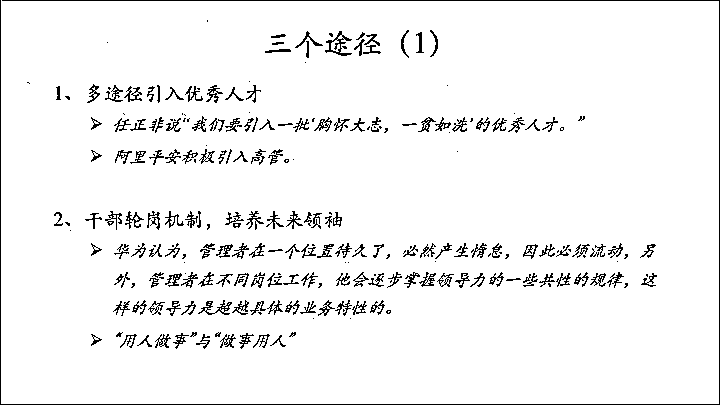 三个途径（1）
1、多途径引入优秀人才
➢ 任正非说“我们要引入一批‘胸怀大志，一贫如洗’的优秀人才。”
➢ 阿里平安积极引入高管。
2、干部轮岗机制，培养未来领袖
➢ 华为认为，管理者在一个位置待久了，必然产生惰怠，因此必须流动，另
外，管理者在不同岗位工作，他会逐步掌握领导力的一些共性的规律，这
样的领导力是超越具体的业务特性的。
➢ “用人做事”与“做事用人”